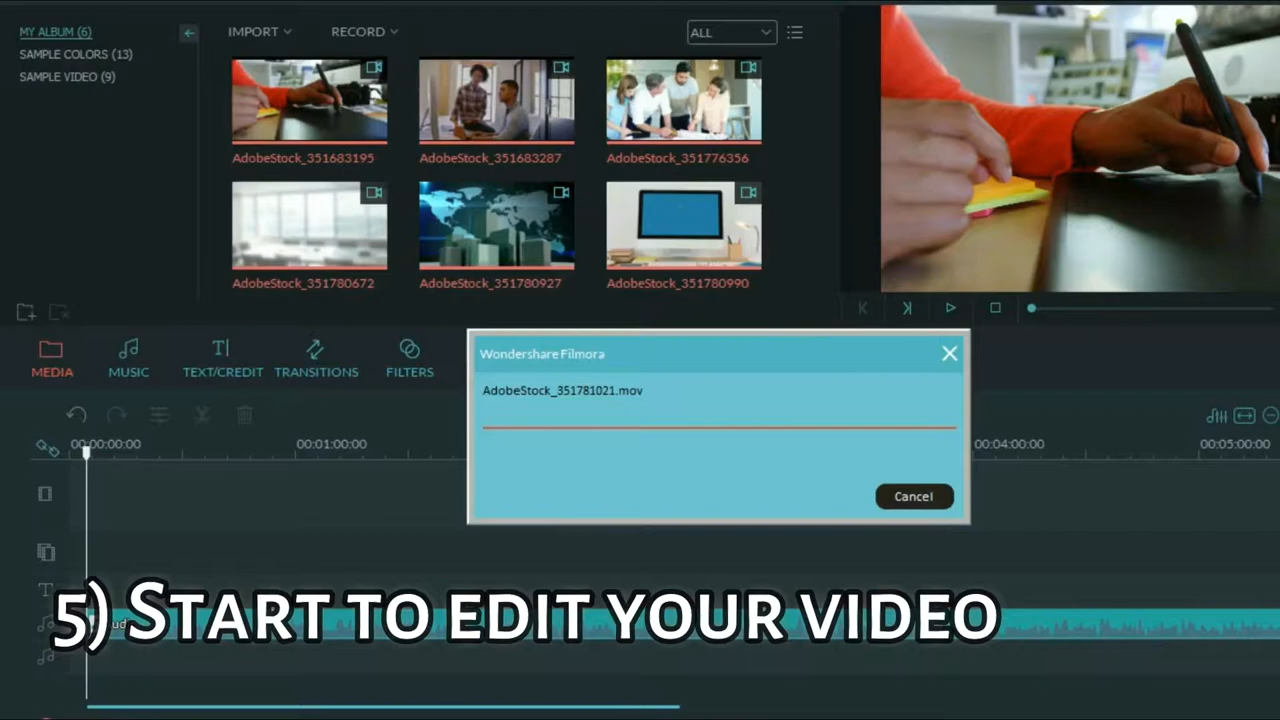 MY ALBUM (6)
SAMPLE COLORS (13)
SAMPLE VIDEO (9)
IMPORT
RECORD
ALL
AdobeStock_351683195
AdobeStock_351683287
AdobeStock_351776356
AdobeStock_351780672
AdobeStock_351780927
AdobeStock_351780990
MEDIA
MUSIC
TEXT/CREDIT
TRANSITIONS
FILTERS
Wondershare Filmora
AdobeStock_351781021.mov
Cancel
00:00:00:00
00:01:00:00
00:04:00:00
00:05:00:00
5) Start to edit your video